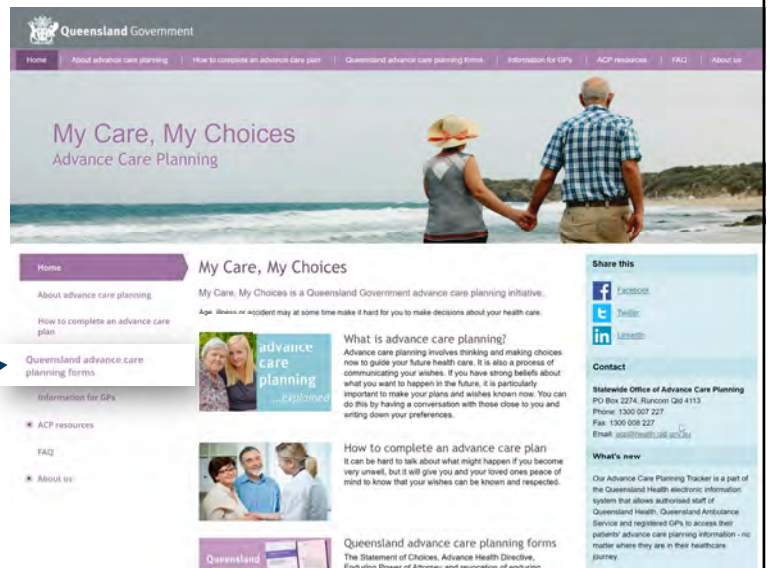 Queensland Government
Home | About advance care planning | How to complete an advance care plan | Queensland advance care planning forms | Information for GPs | ACP resources | FAQ | About us
My Care, My Choices
Advance Care Planning
Home
About advance care planning
How to complete an advance care
plan
Queensland advance care
planning forms
Information for GPs
ACP resources
FAQ
About us
My Care, My Choices
My Care, My Choices is a Queensland Government advance care planning initiative.
Age, illness or accident may at some time make it hard for you to make decisions about your health care.
advance
care
planning
...explained
What is advance care planning?
Advance care planning involves thinking and making choices
now to guide your future health care. It is also a process of
communicating your wishes. If you have strong beliefs about
what you want to happen in the future, it is particularly
important to make your plans and wishes known now. You can
do this by having a conversation with those close to you and
writing down your preferences.
How to complete an advance care plan
It can be hard to talk about what might happen if you become
very unwell, but it will give you and your loved ones peace of
mind to know that your wishes can be known and respected.
Queensland
Queensland advance care planning forms
The Statement of Choices, Advance Health Directive,
Enduring Power of Attorney and revocation of enduring
Share this
Facebook
Twitter
LinkedIn
Contact
Statewide Office of Advance Care Planning
PO Box 2274, Runcorn Qld 4113
Phone: 1300 007 227
Fax: 1300 008 227
Email: acp@health.qld.gov.au
What's new
Our Advance Care Planning Tracker is a part of
the Queensland Health electronic information
system that allows authorised staff of
Queensland Health, Queensland Ambulance
Service and registered GPs to access their
patients' advance care planning information - no
matter where they are in their healthcare
journey.